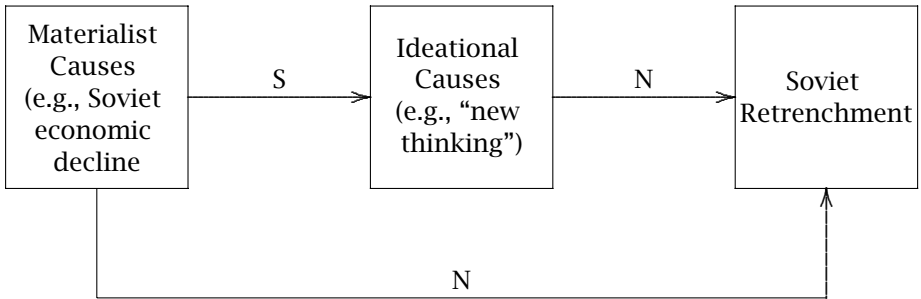 Materialist
Causes
(e.g., Soviet
economic
decline
S
Ideational
Causes
(e.g., “new
thinking”)
N
Soviet
Retrenchment
N